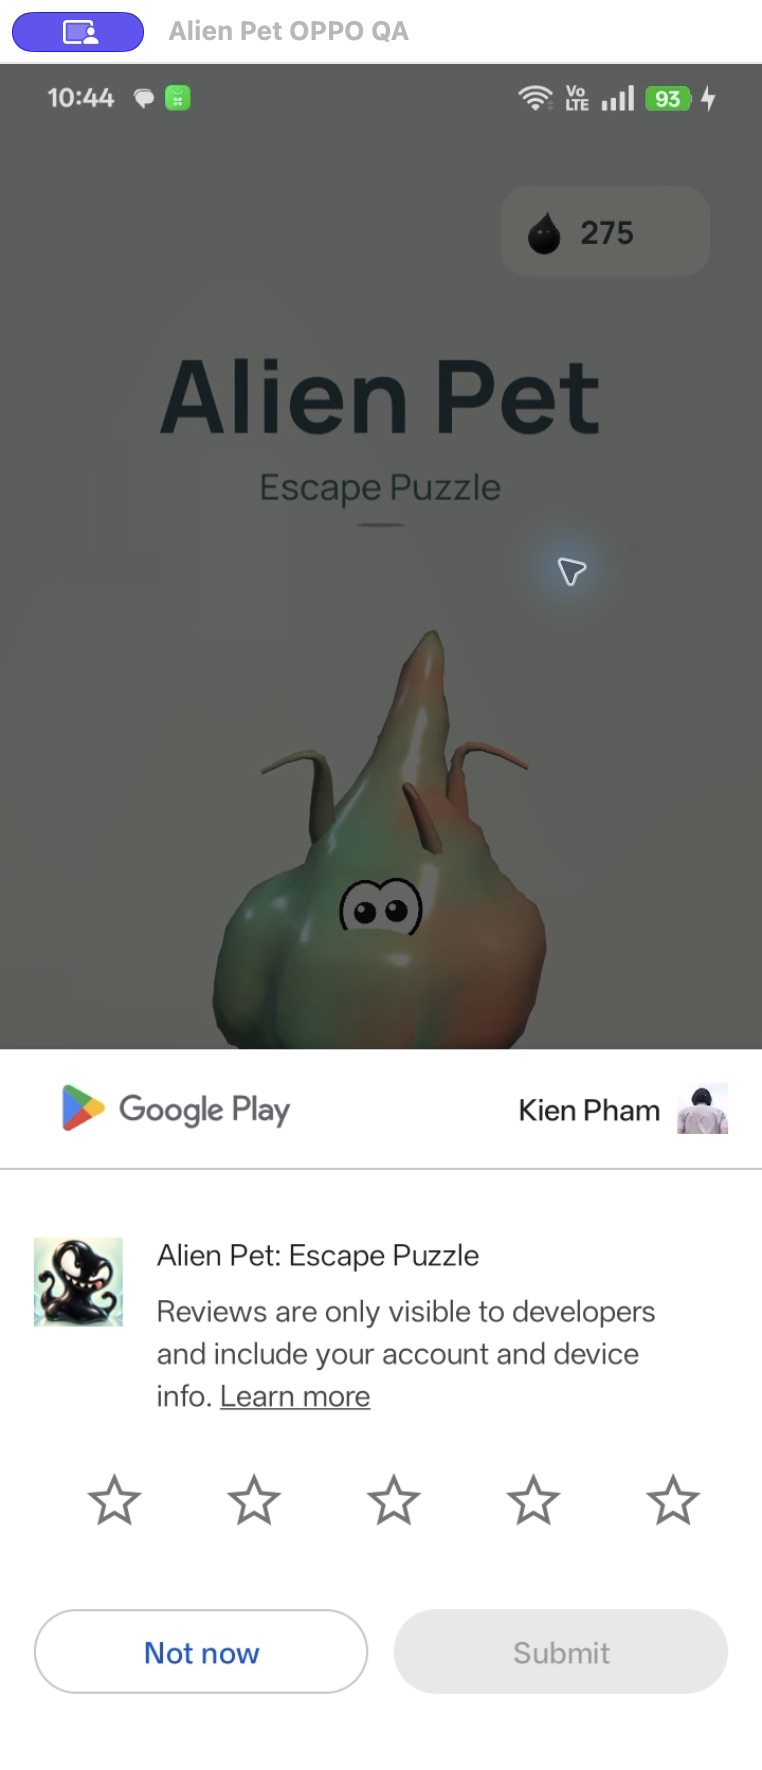 Alien Pet OPPO QA
10:44
Vo
LTE
93
275
Alien Pet
Escape Puzzle
Google Play
Kien Pham
Alien Pet: Escape Puzzle
Reviews are only visible to developers
and include your account and device
info. Learn more
Not now
Submit